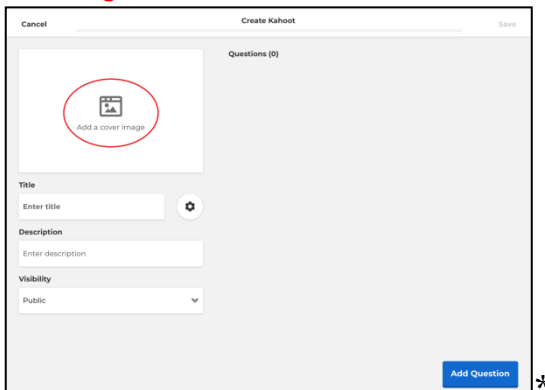 Cancel
Create Kahoot
Save
Questions (0)
Add a cover image
Title
Enter title
Description
Enter description
Visibility
Public
Add Question